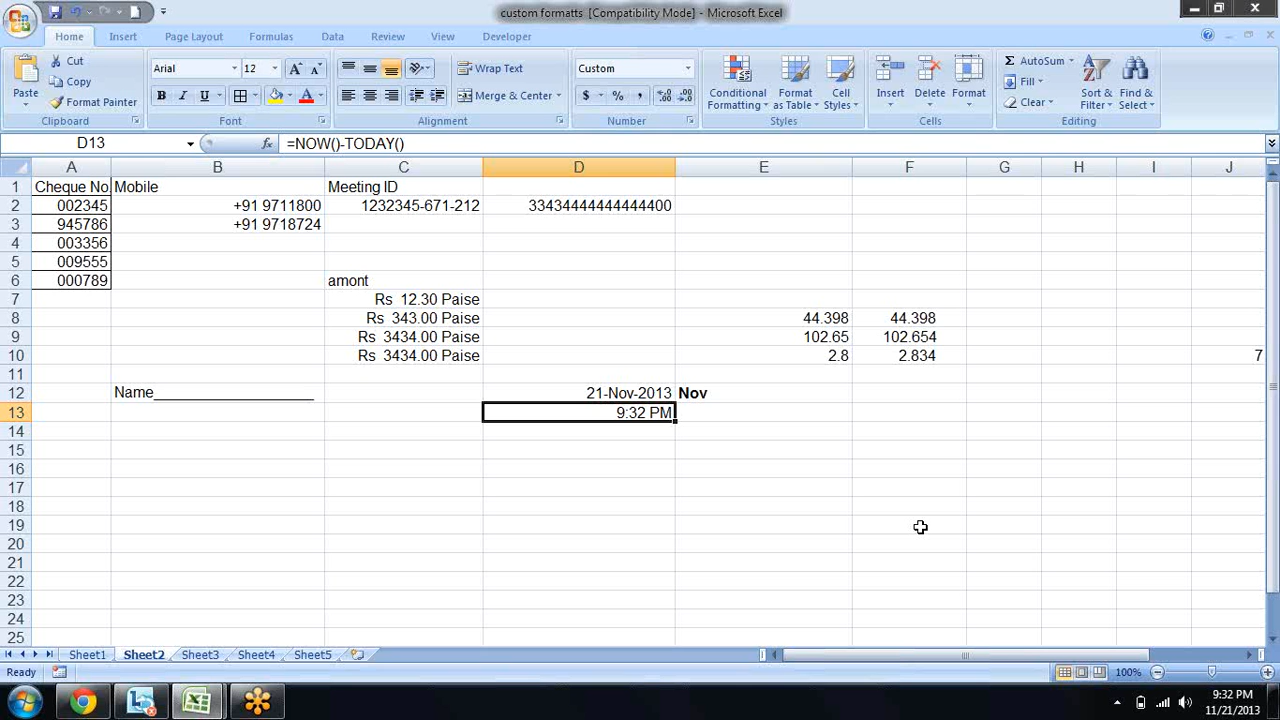 custom formatts [Compatibility Mode] - Microsoft Excel
Home Insert Page Layout Formulas Data Review View Developer
Paste Cut Copy Format Painter Clipboard
Arial 12 Font
B I U
Wrap Text Merge & Center Alignment
Custom $ % , Number
Conditional Formatting Format as Table Cell Styles Styles
Insert Delete Format Cells
AutoSum Fill Clear Sort & Filter Find & Select Editing
D13 fx =NOW()-TODAY()
A B C D E F G H I J
1 Cheque No Mobile Meeting ID
2 002345 +91 9711800 1232345-671-212 33434444444444400
3 945786 +91 9718724
4 003356
5 009555
6 000789 amont
7 Rs 12.30 Paise
8 Rs 343.00 Paise 44.398 44.398
9 Rs 3434.00 Paise 102.65 102.654
10 Rs 3434.00 Paise 2.8 2.834 7
11
12 Name____________________ 21-Nov-2013 Nov
13 9:32 PM
14
15
16
17
18
19
20
21
22
23
24
25
Sheet1 Sheet2 Sheet3 Sheet4 Sheet5
Ready 100%
9:32 PM
11/21/2013